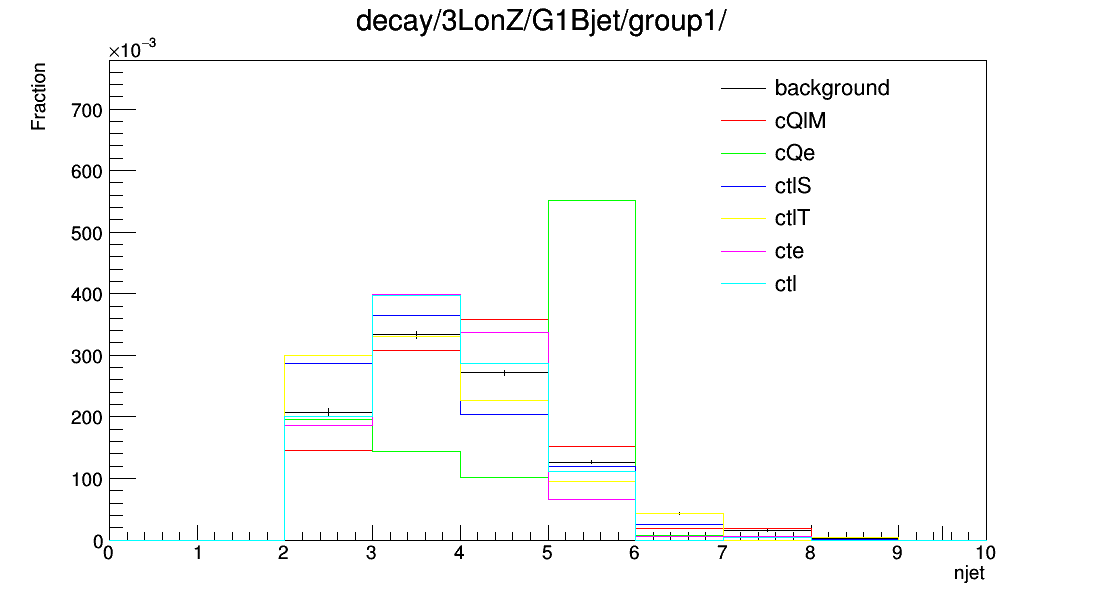 decay/3LonZ/G1Bjet/group1/
×10⁻³
Fraction
700
600
500
400
300
200
100
0
background
cQlM
cQe
ctlS
ctlT
cte
ctl
0 1 2 3 4 5 6 7 8 9 10
njet